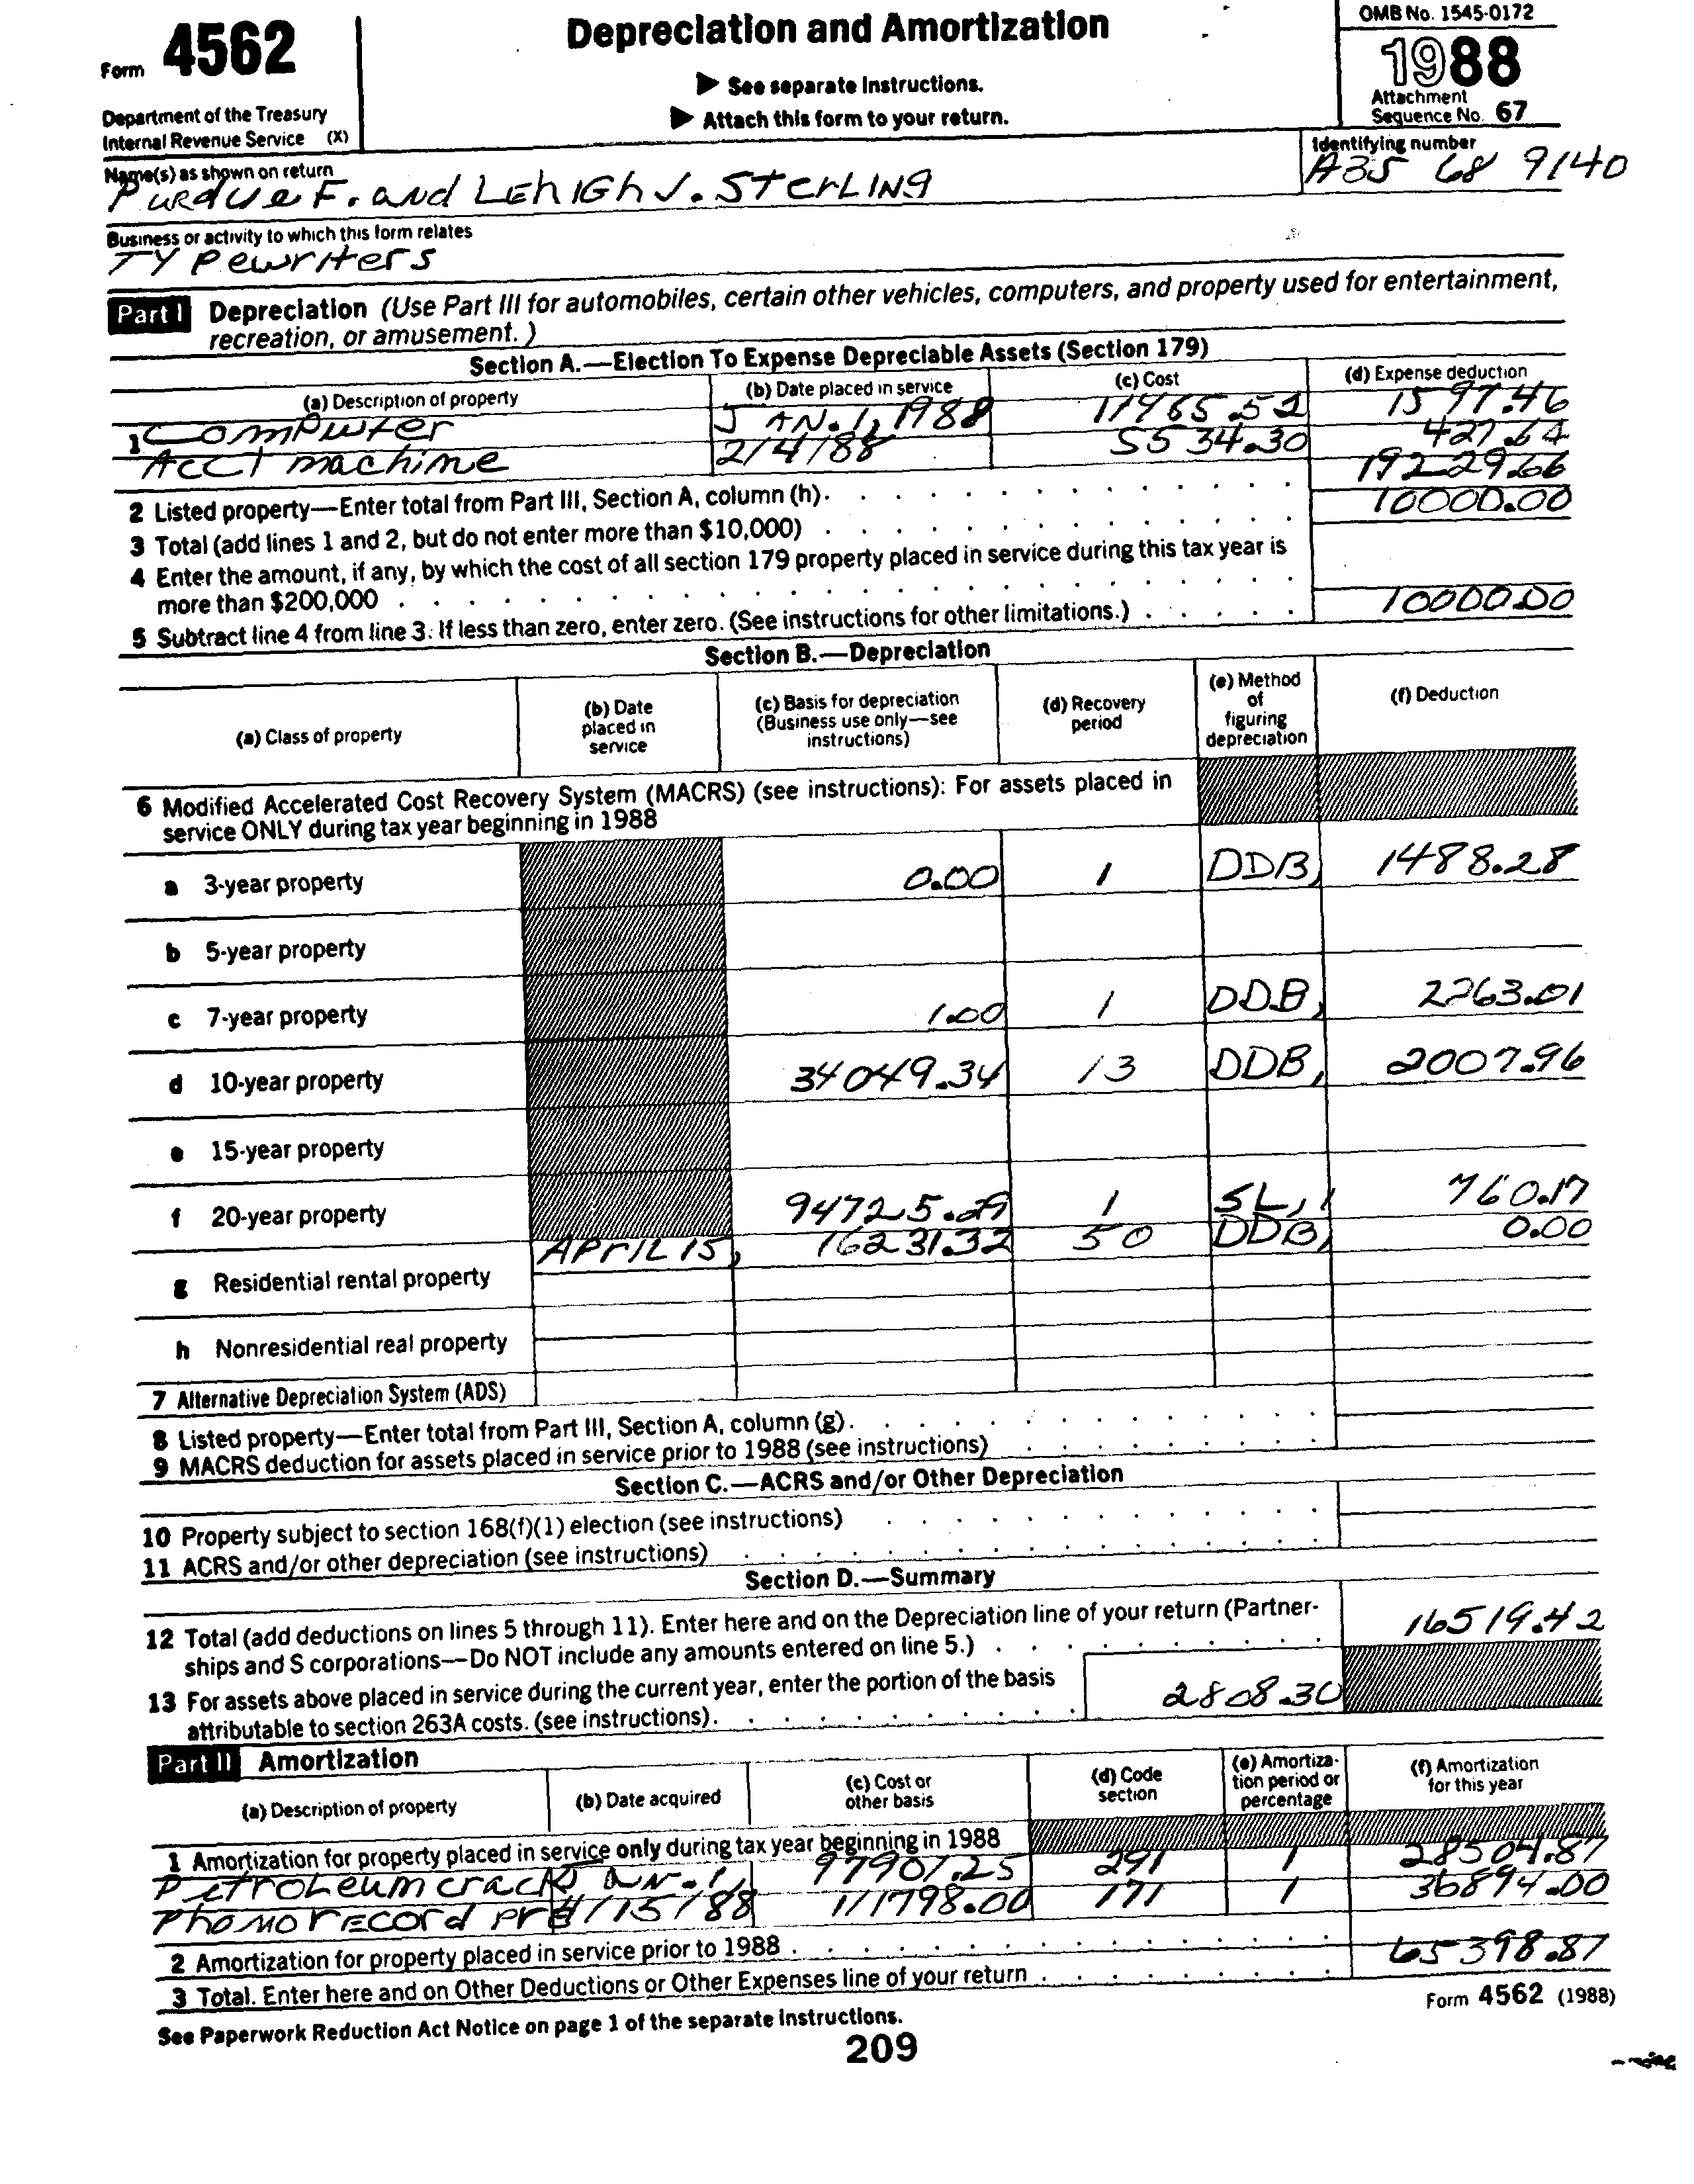 Form 4562
Depreciation and Amortization
OMB No. 1545-0172
1988
▶ See separate Instructions.
▶ Attach this form to your return.
Attachment
Sequence No. 67
Department of the Treasury
Internal Revenue Service (X)
Name(s) as shown on return
Identifying number
Purdue F. and Lehigh J. Sterling
A35 68 9140
Business or activity to which this form relates
Typewriters
Part I Depreciation (Use Part III for automobiles, certain other vehicles, computers, and property used for entertainment,
recreation, or amusement.)
Section A.—Election To Expense Depreciable Assets (Section 179)
(a) Description of property (b) Date placed in service (c) Cost (d) Expense deduction
1 Computer JAN. 1, 1988 11465.52 1597.46
Acct machine 2/4/88 5534.30 427.64
2 Listed property—Enter total from Part III, Section A, column (h) 19229.66
3 Total (add lines 1 and 2, but do not enter more than $10,000) 10000.00
4 Enter the amount, if any, by which the cost of all section 179 property placed in service during this tax year is
more than $200,000
5 Subtract line 4 from line 3. If less than zero, enter zero. (See instructions for other limitations.) 10000.00
Section B.—Depreciation
(a) Class of property (b) Date placed in service (c) Basis for depreciation (Business use only—see instructions) (d) Recovery period (e) Method of figuring depreciation (f) Deduction
6 Modified Accelerated Cost Recovery System (MACRS) (see instructions): For assets placed in
service ONLY during tax year beginning in 1988
a 3-year property 0.00 1 DDB, 1488.28
b 5-year property
c 7-year property 1.00 1 DDB, 2263.01
d 10-year property 34049.34 13 DDB, 2007.96
e 15-year property
f 20-year property 94725.29 1 SL, 1 760.17
APRIL 15, 16231.32 50 DDB, 0.00
g Residential rental property
h Nonresidential real property
7 Alternative Depreciation System (ADS)
8 Listed property—Enter total from Part III, Section A, column (g)
9 MACRS deduction for assets placed in service prior to 1988 (see instructions)
Section C.—ACRS and/or Other Depreciation
10 Property subject to section 168(f)(1) election (see instructions)
11 ACRS and/or other depreciation (see instructions)
Section D.—Summary
12 Total (add deductions on lines 5 through 11). Enter here and on the Depreciation line of your return (Partner-
ships and S corporations—Do NOT include any amounts entered on line 5.) 16519.42
13 For assets above placed in service during the current year, enter the portion of the basis
attributable to section 263A costs. (see instructions) 2808.30
Part II Amortization
(a) Description of property (b) Date acquired (c) Cost or other basis (d) Code section (e) Amortiza-tion period or percentage (f) Amortization for this year
1 Amortization for property placed in service only during tax year beginning in 1988
Petroleum crack JAN. 1, 97901.25 291 1 28504.87
Phonorecord pre 4/15/88 111798.00 171 1 36894.00
2 Amortization for property placed in service prior to 1988
3 Total. Enter here and on Other Deductions or Other Expenses line of your return 65398.87
See Paperwork Reduction Act Notice on page 1 of the separate instructions.
Form 4562 (1988)
209